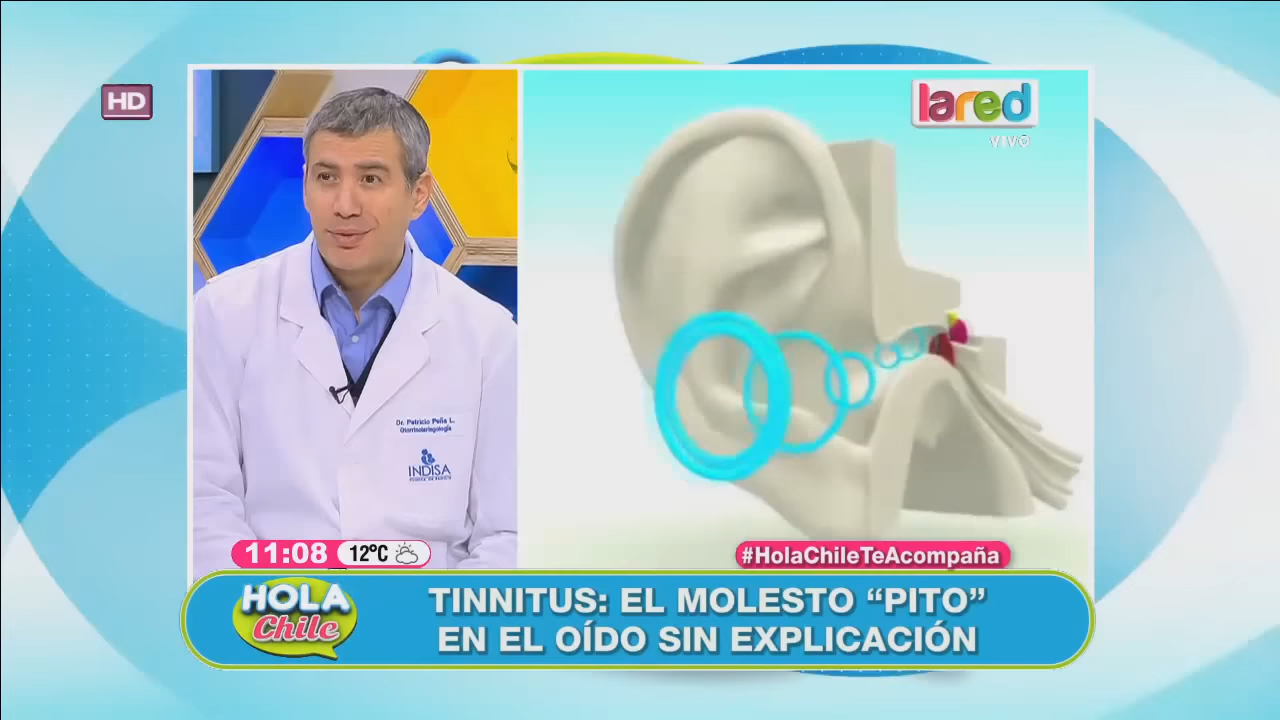 HD
lared
VIVO
Dr. Patricio Peña L.
Otorrinolaringología
INDISA
11:08 12°C
#HolaChileTeAcompaña
HOLA
Chile
TINNITUS: EL MOLESTO “PITO”
EN EL OÍDO SIN EXPLICACIÓN